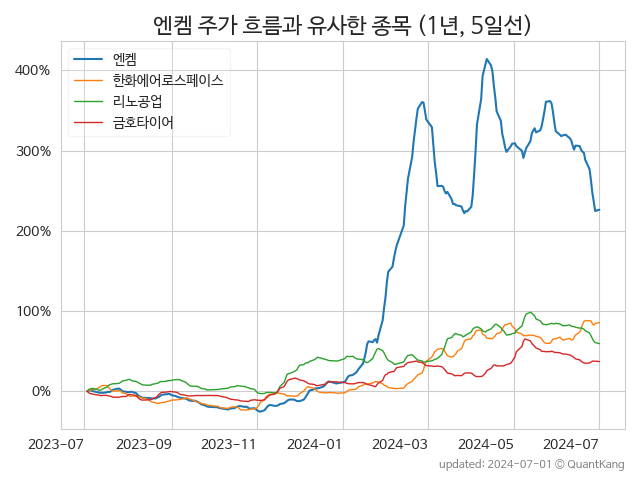 엔켐 주가 흐름과 유사한 종목 (1년, 5일선)
엔켐
한화에어로스페이스
리노공업
금호타이어
400%
300%
200%
100%
0%
2023-07 2023-09 2023-11 2024-01 2024-03 2024-05 2024-07
updated: 2024-07-01 © QuantKang